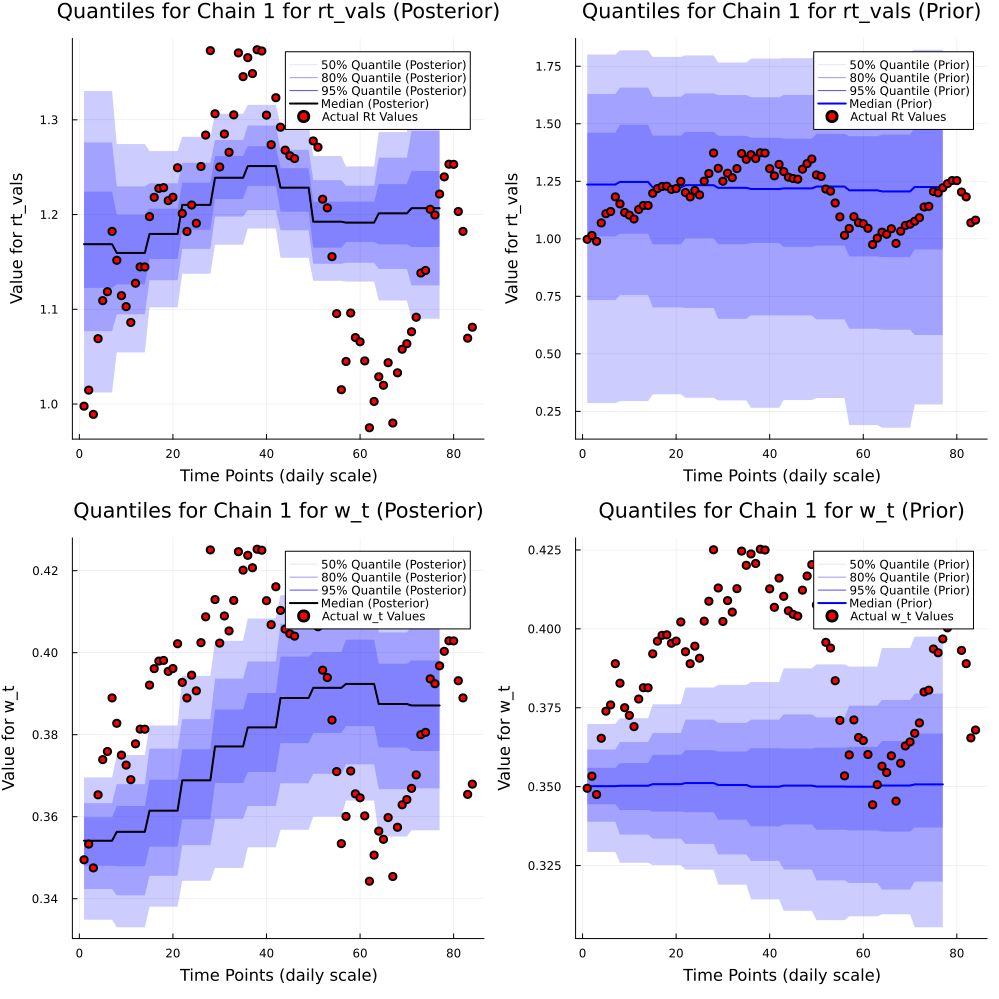 Quantiles for Chain 1 for rt_vals (Posterior)
Value for rt_vals
1.3
1.2
1.1
1.0
50% Quantile (Posterior)
80% Quantile (Posterior)
95% Quantile (Posterior)
Median (Posterior)
Actual Rt Values
0 20 40 60 80
Time Points (daily scale)
Quantiles for Chain 1 for rt_vals (Prior)
Value for rt_vals
1.75
1.50
1.25
1.00
0.75
0.50
0.25
50% Quantile (Prior)
80% Quantile (Prior)
95% Quantile (Prior)
Median (Prior)
Actual Rt Values
0 20 40 60 80
Time Points (daily scale)
Quantiles for Chain 1 for w_t (Posterior)
Value for w_t
0.42
0.40
0.38
0.36
0.34
50% Quantile (Posterior)
80% Quantile (Posterior)
95% Quantile (Posterior)
Median (Posterior)
Actual w_t Values
0 20 40 60 80
Time Points (daily scale)
Quantiles for Chain 1 for w_t (Prior)
Value for w_t
0.425
0.400
0.375
0.350
0.325
50% Quantile (Prior)
80% Quantile (Prior)
95% Quantile (Prior)
Median (Prior)
Actual w_t Values
0 20 40 60 80
Time Points (daily scale)